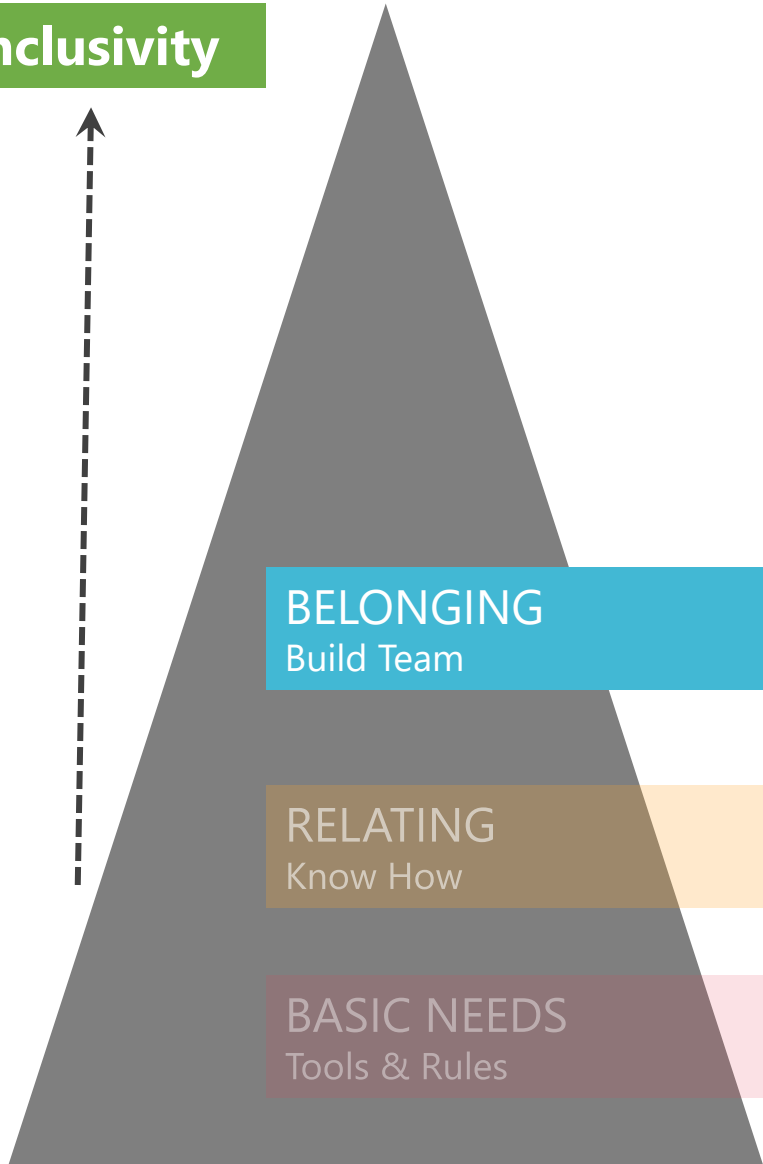 nclusivity
BELONGING
Build Team
RELATING
Know How
BASIC NEEDS
Tools & Rules